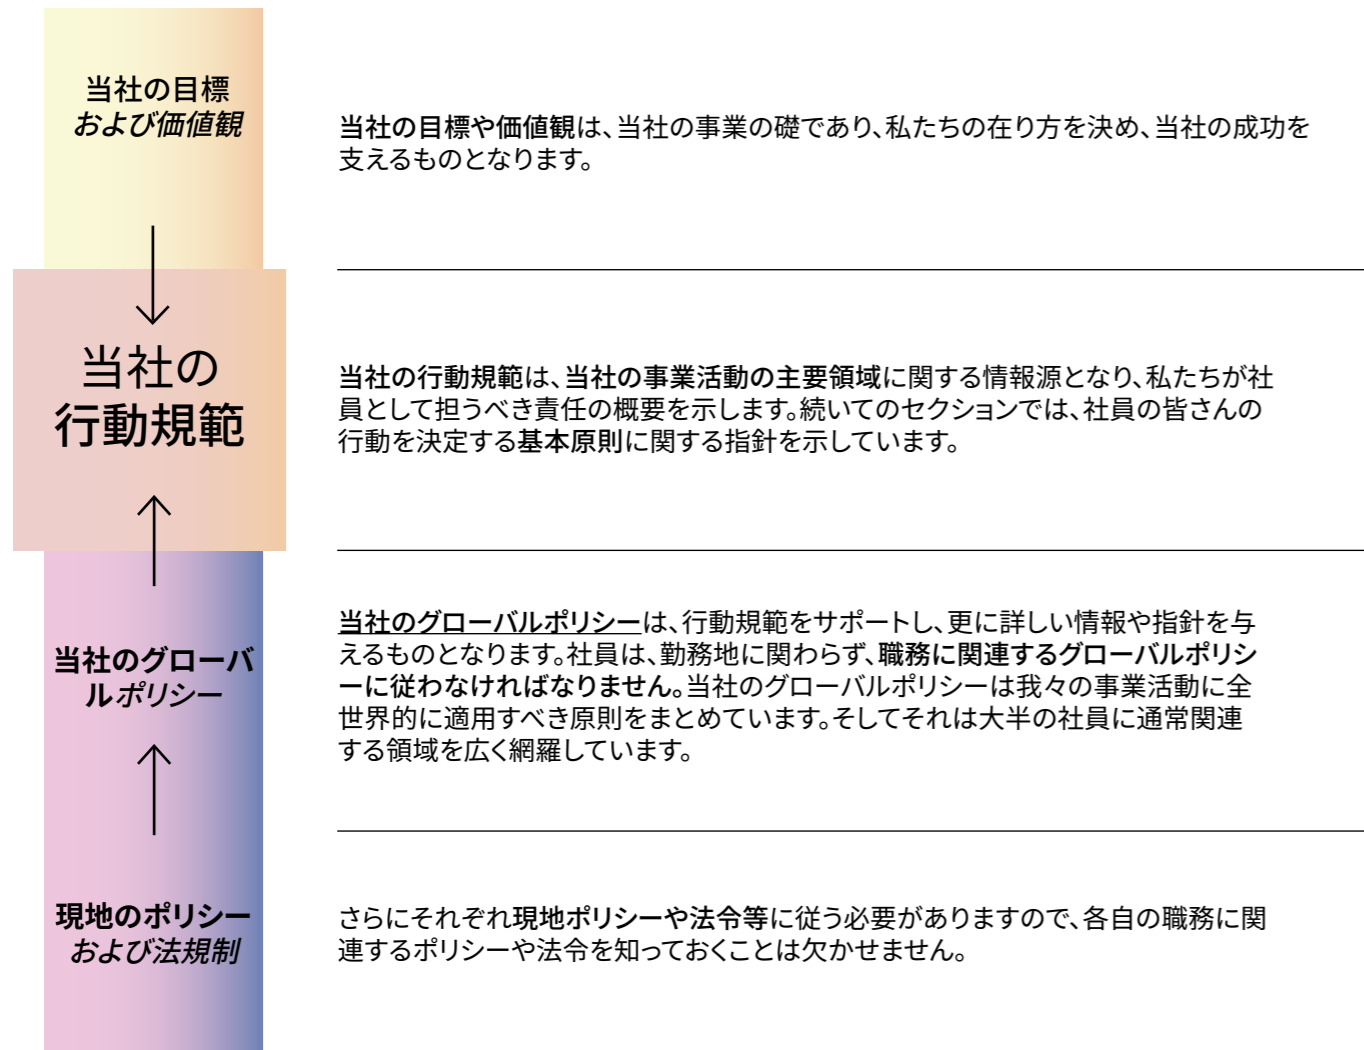 当社の目標
および価値観
当社の目標や価値観は、当社の事業の礎であり、私たちの在り方を決め、当社の成功を
支えるものとなります。
当社の
行動規範
当社の行動規範は、当社の事業活動の主要領域に関する情報源となり、私たちが社
員として担うべき責任の概要を示します。続いてのセクションでは、社員の皆さんの
行動を決定する基本原則に関する指針を示しています。
当社のグローバ
ルポリシー
当社のグローバルポリシーは、行動規範をサポートし、更に詳しい情報や指針を与
えるものとなります。社員は、勤務地に関わらず、職務に関連するグローバルポリシ
ーに従わなければなりません。当社のグローバルポリシーは我々の事業活動に全
世界的に適用すべき原則をまとめています。そしてそれは大半の社員に通常関連
する領域を広く網羅しています。
現地のポリシー
および法規制
さらにそれぞれ現地ポリシーや法令等に従う必要がありますので、各自の職務に関
連するポリシーや法令を知っておくことは欠かせません。